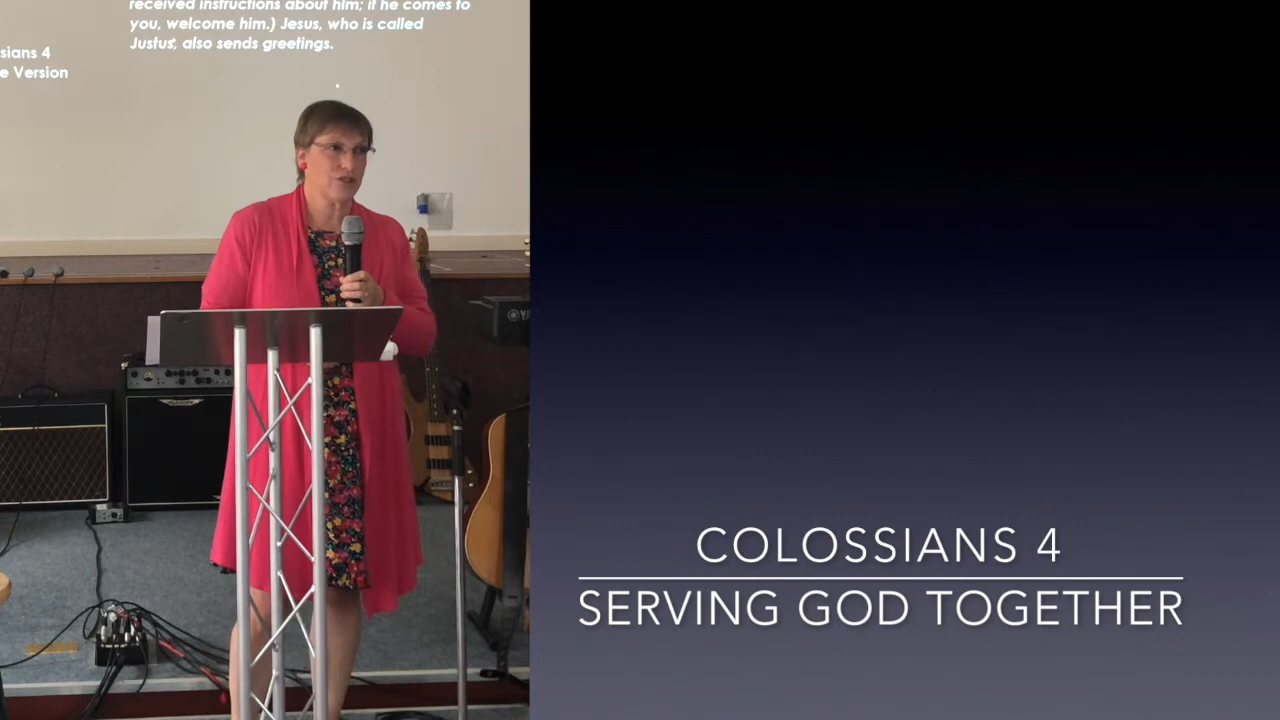 received instructions about him; if he comes to
you, welcome him.) Jesus, who is called
Justus, also sends greetings.
sians 4
e Version
COLOSSIANS 4
SERVING GOD TOGETHER